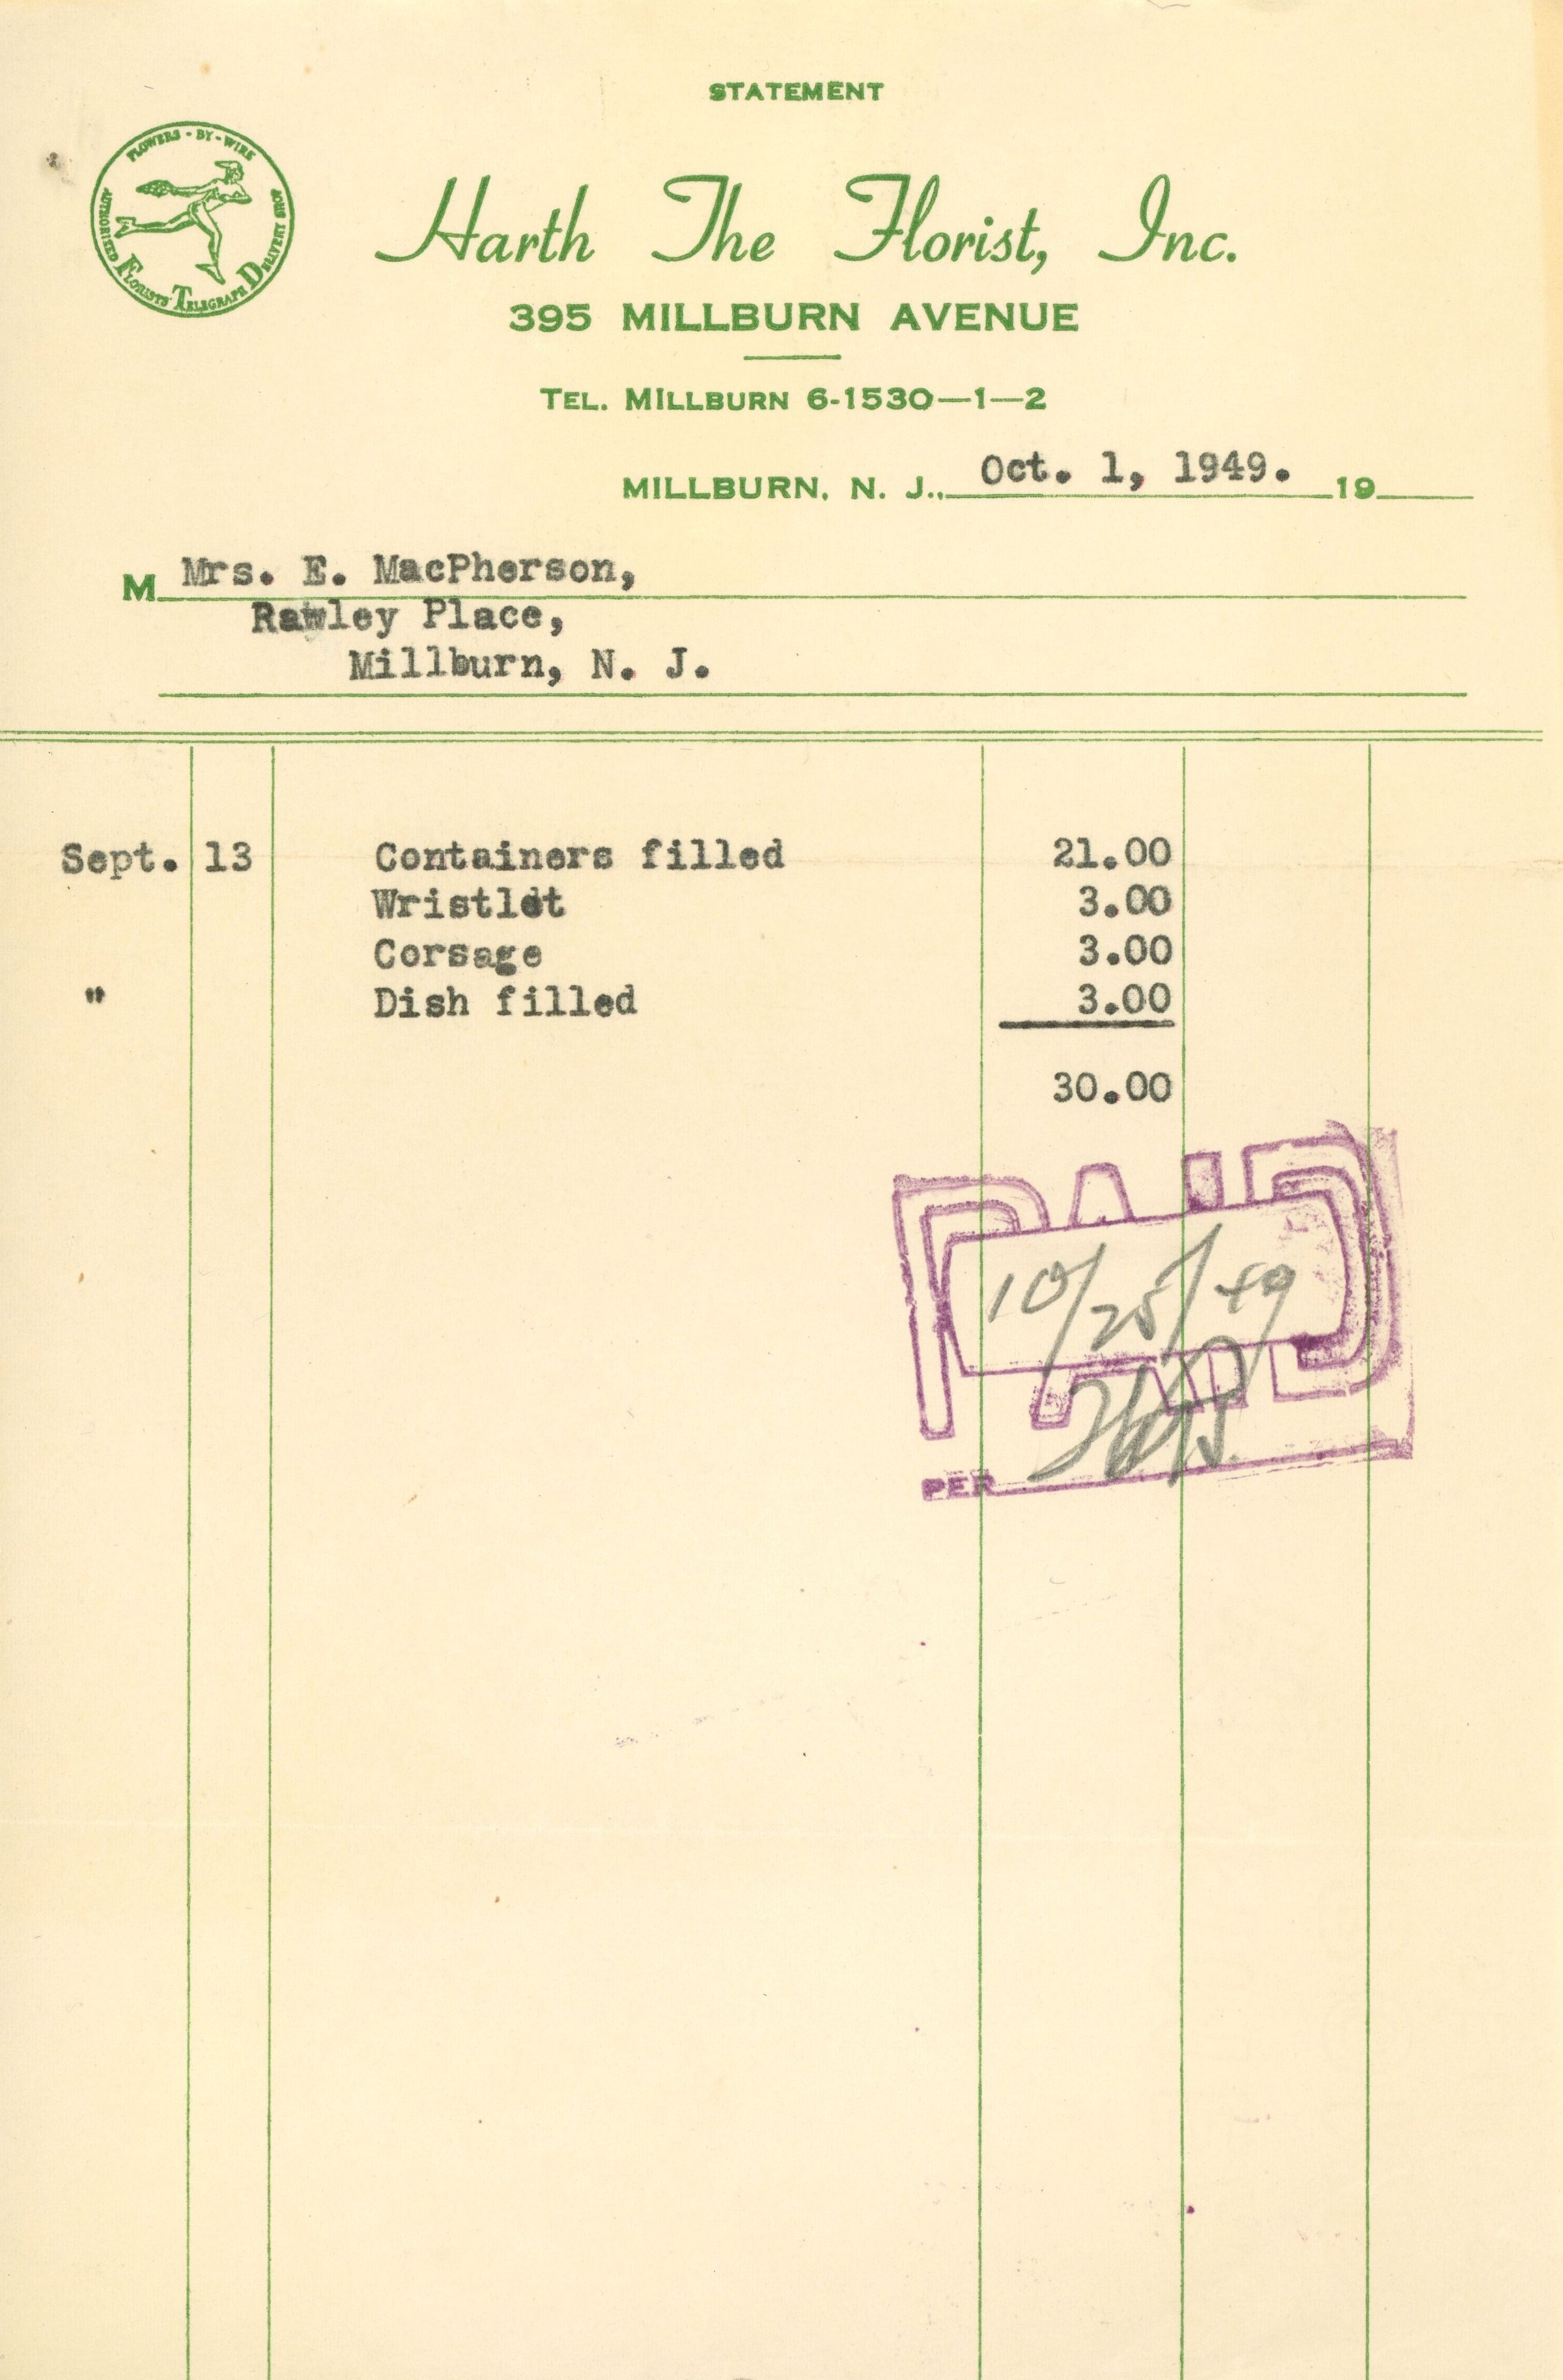 STATEMENT
FLOWERS - BY - WIRE
AUTHORIZED FLORISTS' TELEGRAPH DELIVERY SHOP
Harth The Florist, Inc.
395 MILLBURN AVENUE
TEL. MILLBURN 6-1530—1—2
MILLBURN, N. J., Oct. 1, 1949. 19
M Mrs. E. MacPherson,
Rawley Place,
Millburn, N. J.
Sept. 13 Containers filled 21.00
Wristlet 3.00
Corsage 3.00
" Dish filled 3.00
30.00
PAID
10/25/49
PER